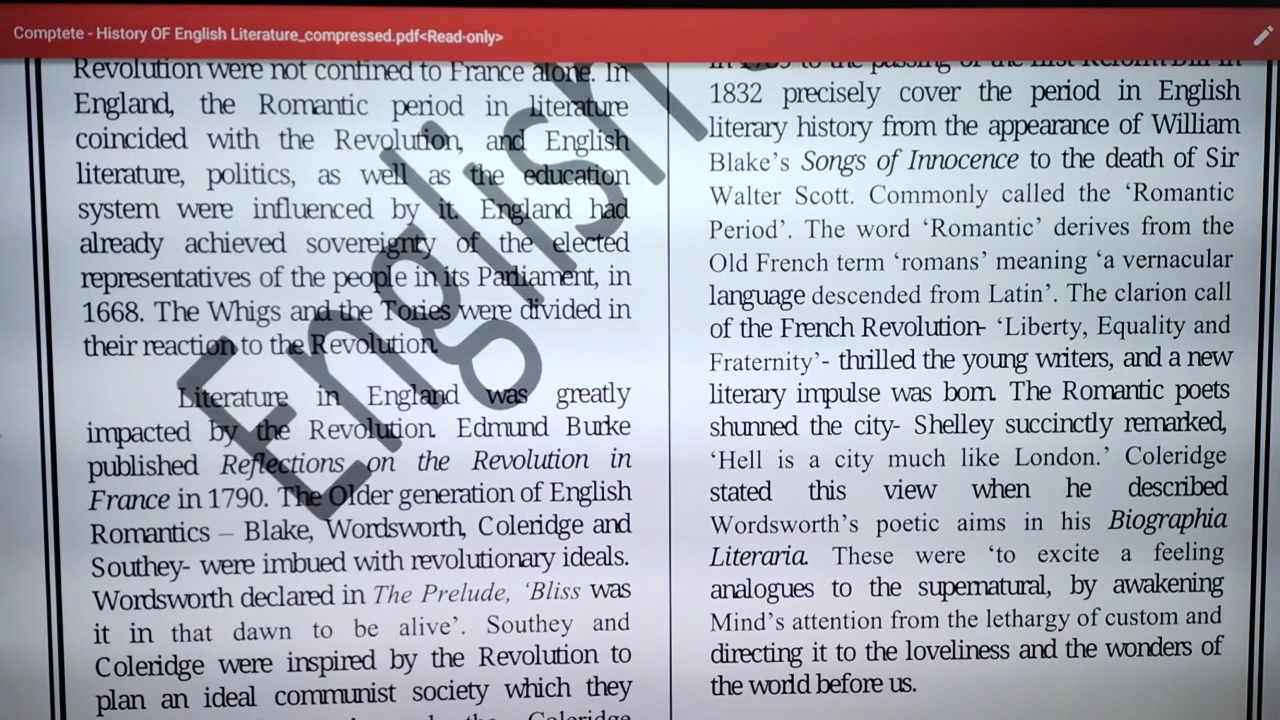 Comptete - History OF English Literature_compressed.pdf<Read-only>
Revolution were not confined to France alone. In
England, the Romantic period in literature
coincided with the Revolution, and English
literature, politics, as well as the education
system were influenced by it. England had
already achieved sovereignty of the elected
representatives of the people in its Parliament, in
1668. The Whigs and the Tories were divided in
their reaction to the Revolution.
Literature in England was greatly
impacted by the Revolution. Edmund Burke
published Reflections on the Revolution in
France in 1790. The Older generation of English
Romantics – Blake, Wordsworth, Coleridge and
Southey- were imbued with revolutionary ideals.
Wordsworth declared in The Prelude, ‘Bliss was
it in that dawn to be alive’. Southey and
Coleridge were inspired by the Revolution to
plan an ideal communist society which they
Coleridge
to the passing of the first Reform Bill in
1832 precisely cover the period in English
literary history from the appearance of William
Blake’s Songs of Innocence to the death of Sir
Walter Scott. Commonly called the ‘Romantic
Period’. The word ‘Romantic’ derives from the
Old French term ‘romans’ meaning ‘a vernacular
language descended from Latin’. The clarion call
of the French Revolution- ‘Liberty, Equality and
Fraternity’- thrilled the young writers, and a new
literary impulse was born. The Romantic poets
shunned the city- Shelley succinctly remarked,
‘Hell is a city much like London.’ Coleridge
stated this view when he described
Wordsworth’s poetic aims in his Biographia
Literaria. These were ‘to excite a feeling
analogues to the supernatural, by awakening
Mind’s attention from the lethargy of custom and
directing it to the loveliness and the wonders of
the world before us.
English